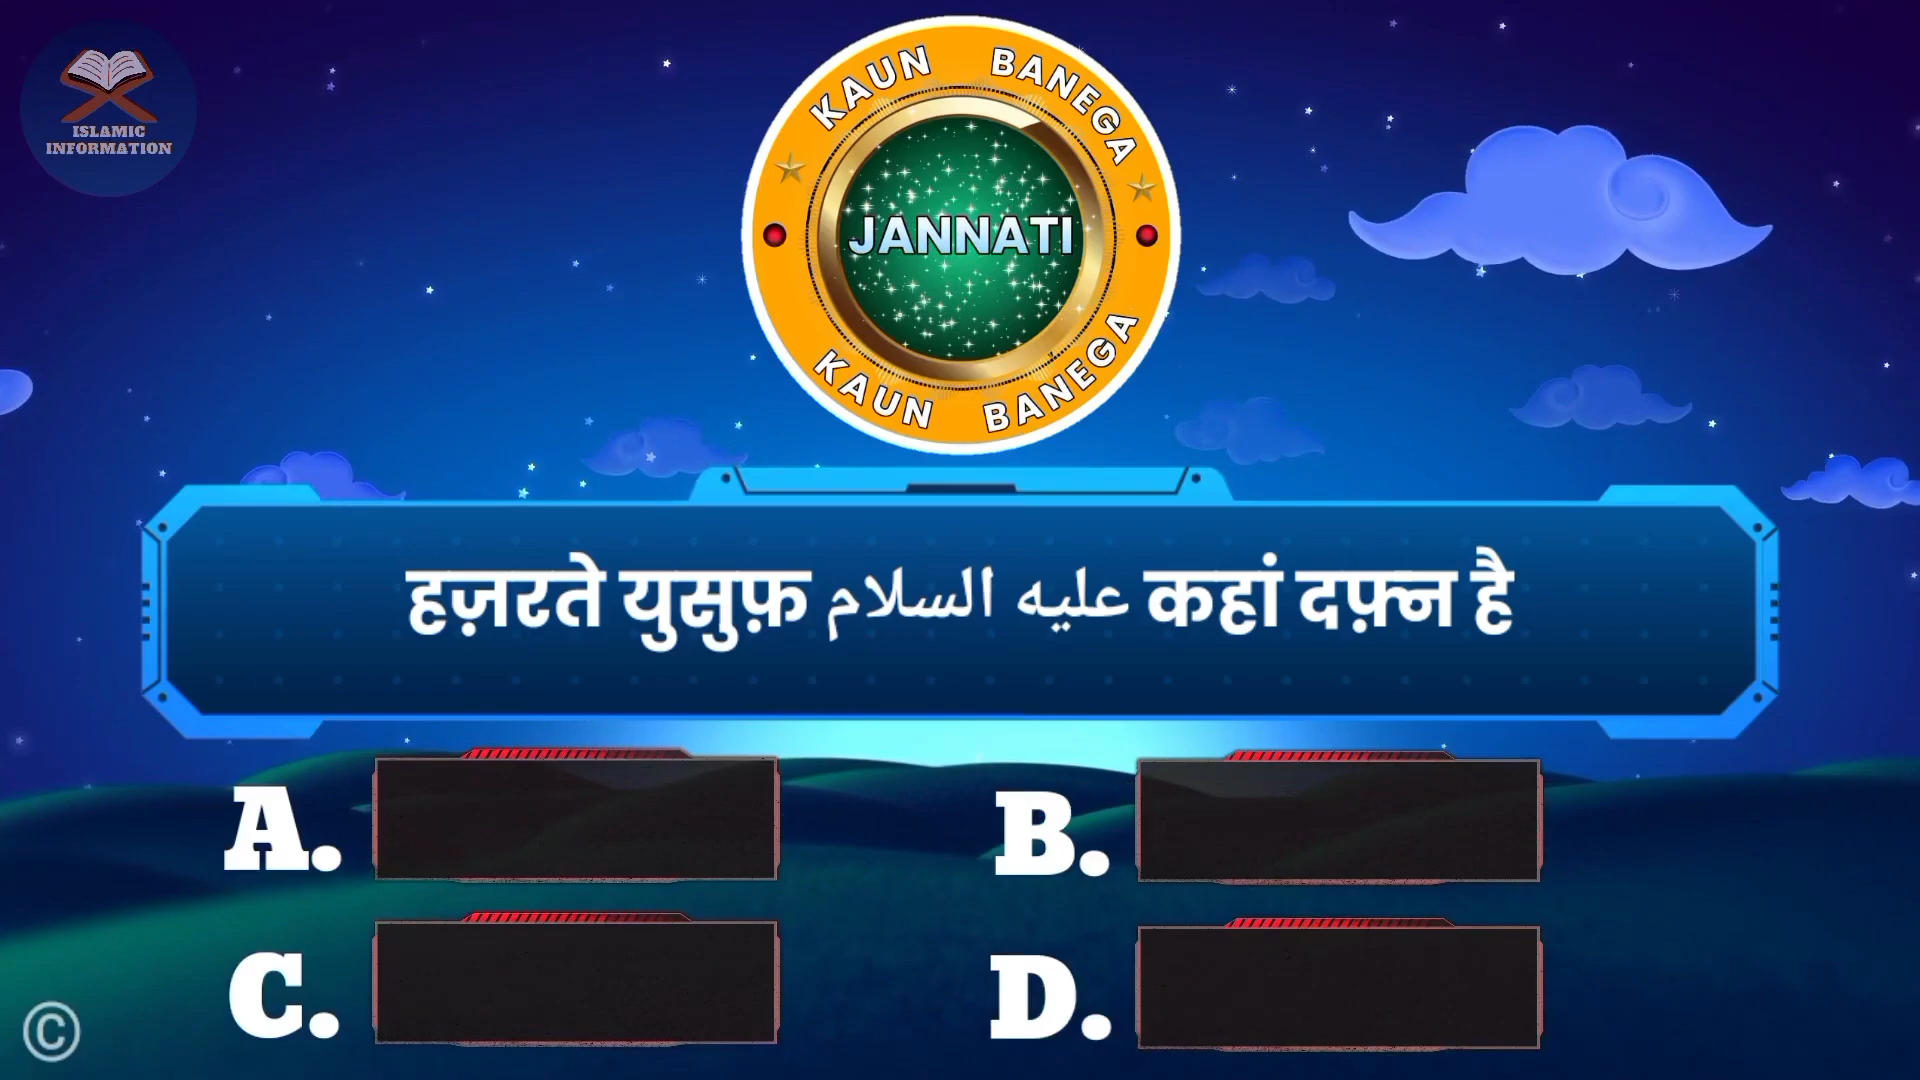 ISLAMIC
INFORMATION
KAUN BANEGA
JANNATI
KAUN BANEGA
हज़रते युसुफ़ عليه السلام कहां दफ़्न है
A.
B.
C.
D.
©